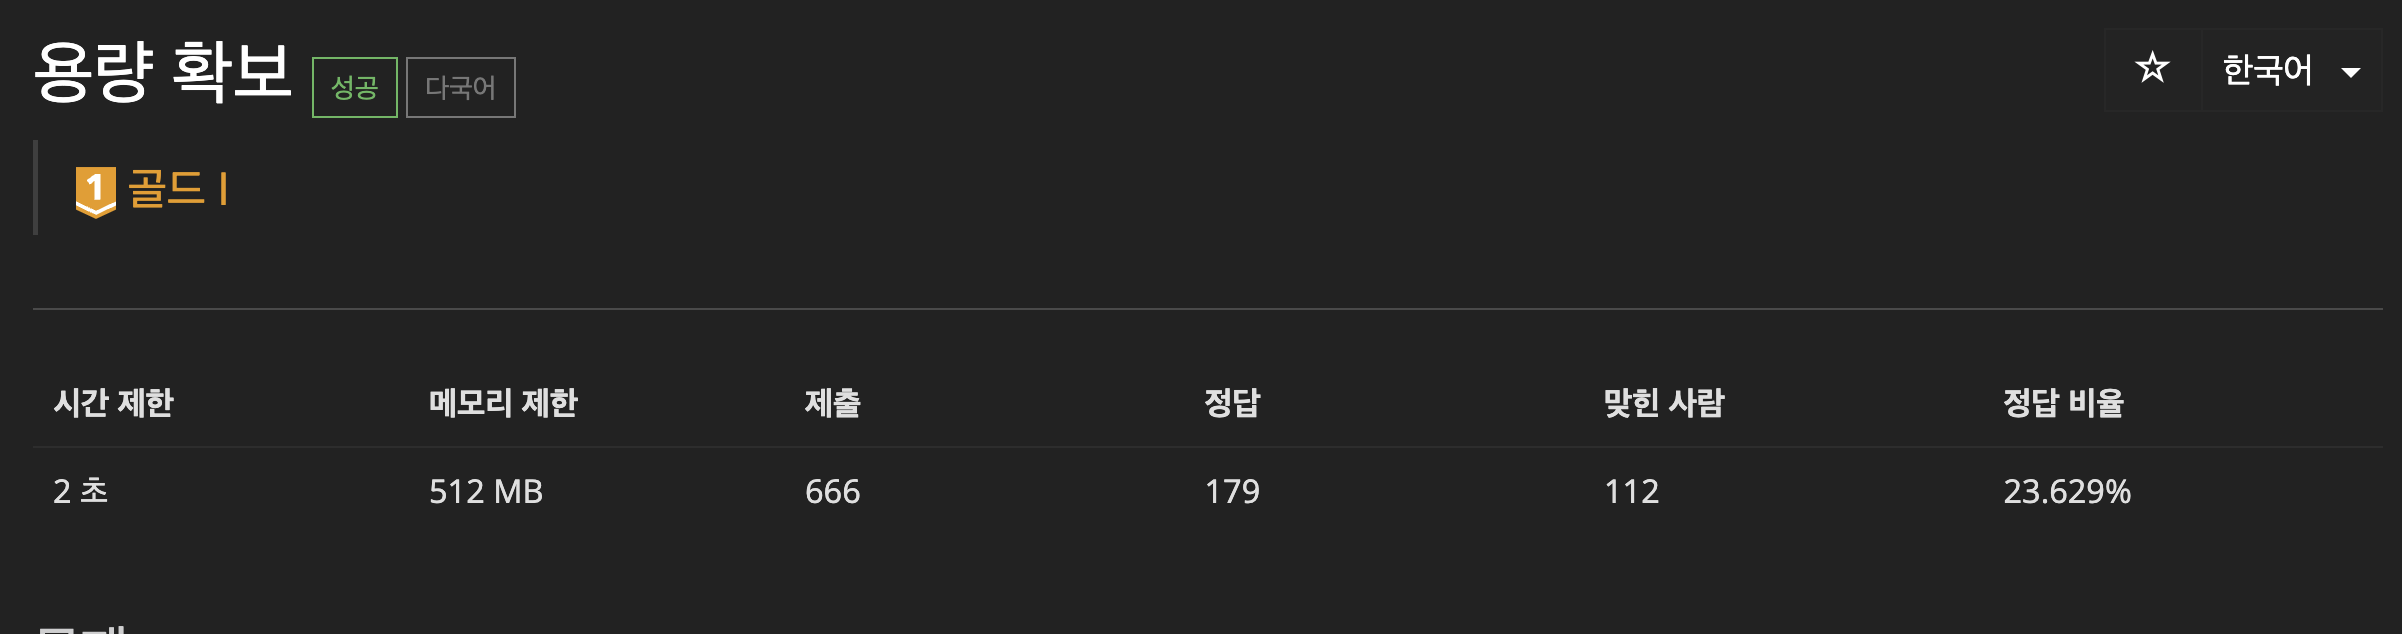 용량 확보 성공 다국어
한국어
1 골드 I
시간 제한 메모리 제한 제출 정답 맞힌 사람 정답 비율
2 초 512 MB 666 179 112 23.629%